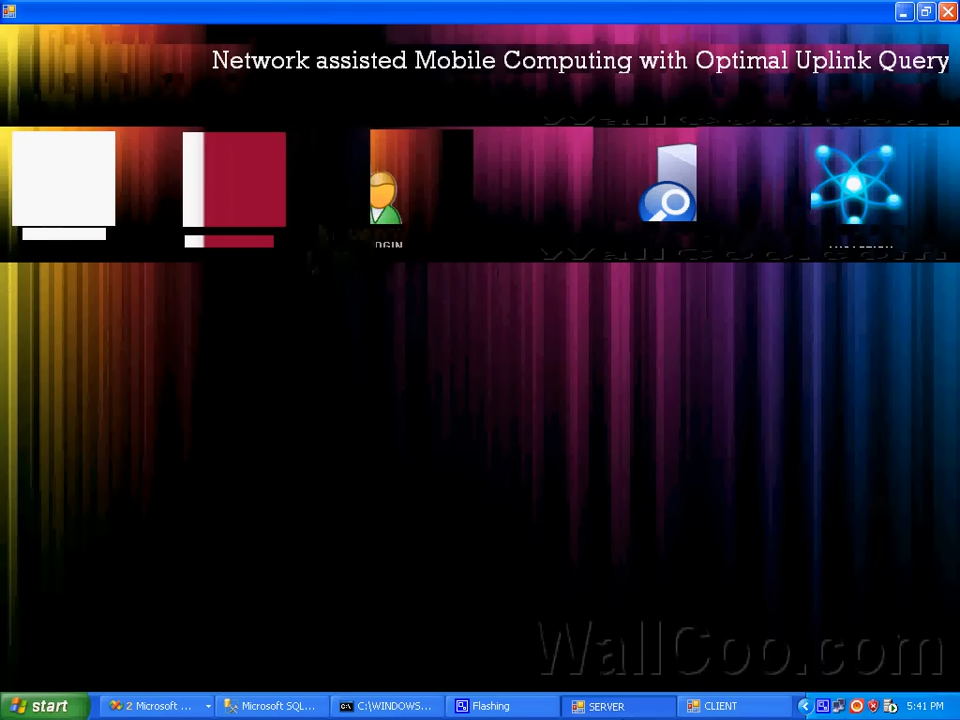 Network assisted Mobile Computing with Optimal Uplink Query
OGIN
WallCoo.com
start
2 Microsoft ...
Microsoft SQL...
C:\WINDOWS...
Flashing
SERVER
CLIENT
5:41 PM